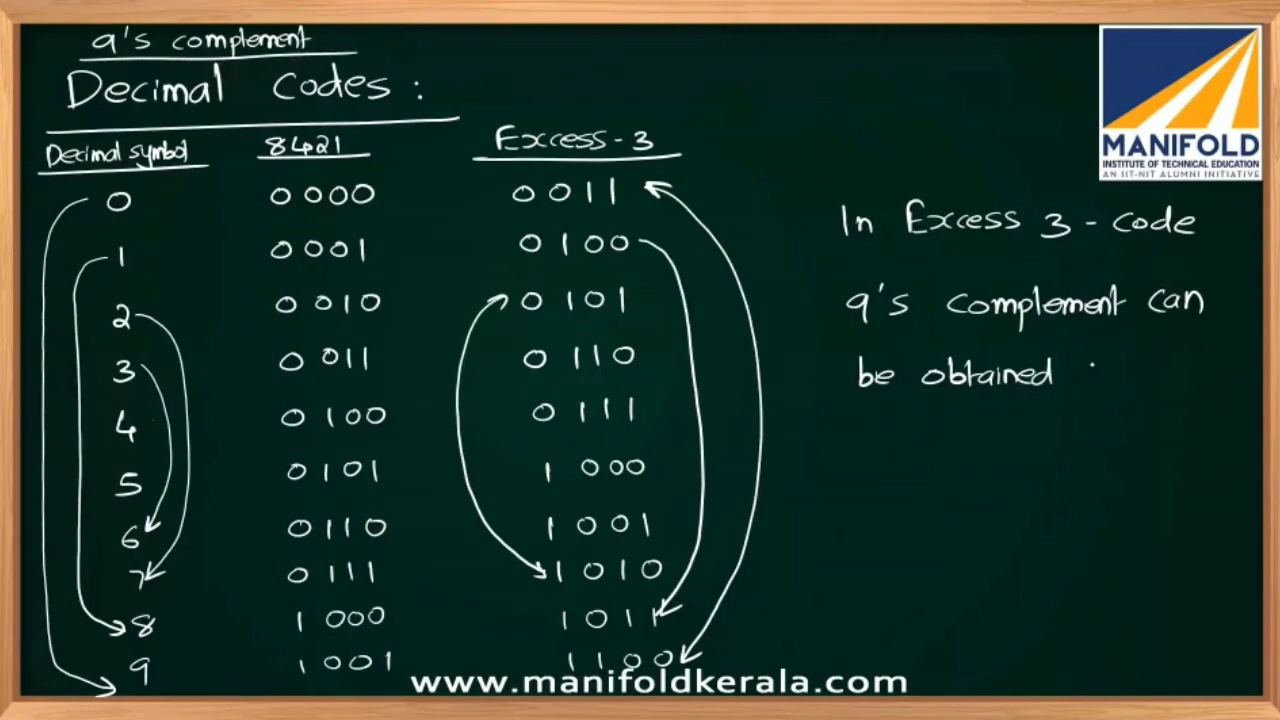 9's complement
Decimal Codes :
Decimal symbol 8421 Excess-3
0 0000 0011
1 0001 0100
2 0010 0101
3 0011 0110
4 0100 0111
5 0101 1000
6 0110 1001
7 0111 1010
8 1000 1011
9 1001 1100
In Excess 3-code
9's complement can
be obtained
MANIFOLD
INSTITUTE OF TECHNICAL EDUCATION
AN IIT-NIT ALUMNI INITIATIVE
www.manifoldkerala.com